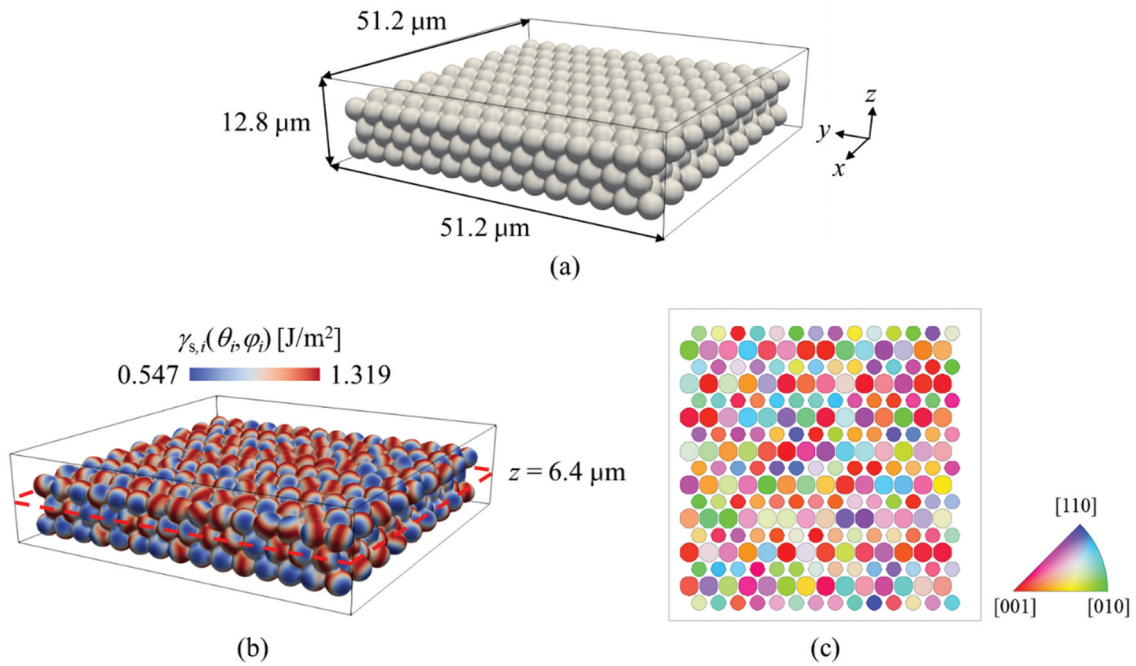 51.2 μm
12.8 μm
51.2 μm
z
y
x
(a)
γs,i(θi,φi) [J/m²]
0.547 1.319
z = 6.4 μm
(b)
[110]
[001] [010]
(c)